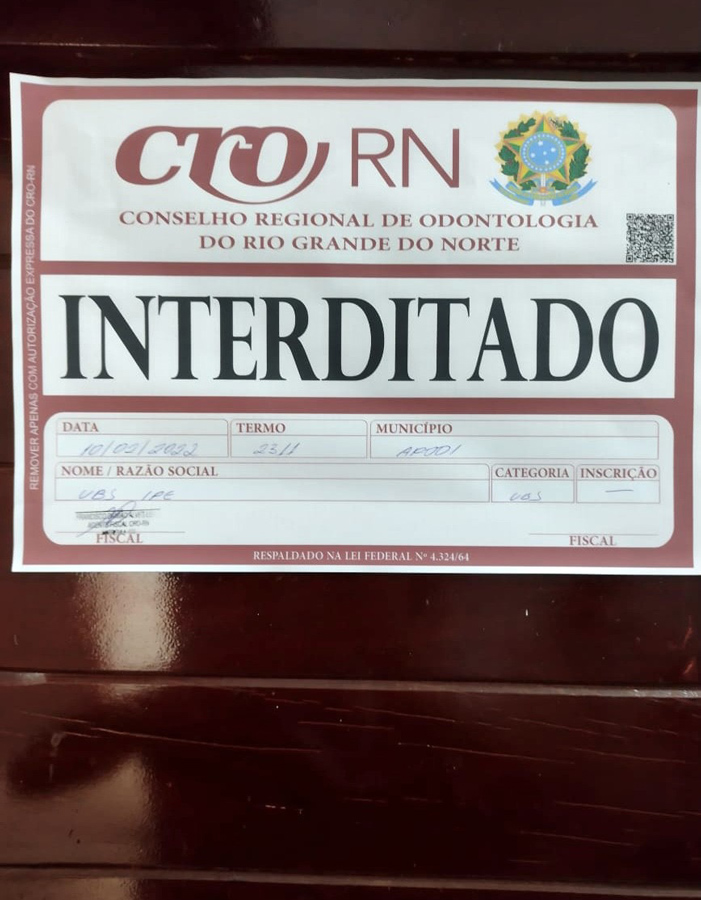 cro RN
CONSELHO REGIONAL DE ODONTOLOGIA
DO RIO GRANDE DO NORTE
REMOVER APENAS COM AUTORIZAÇÃO EXPRESSA DO CRO-RN
INTERDITADO
DATA TERMO MUNICÍPIO
10/02/2022 2311 APODI
NOME / RAZÃO SOCIAL CATEGORIA INSCRIÇÃO
UBS IPE UBS —
FISCAL FISCAL
RESPALDADO NA LEI FEDERAL Nº 4.324/64